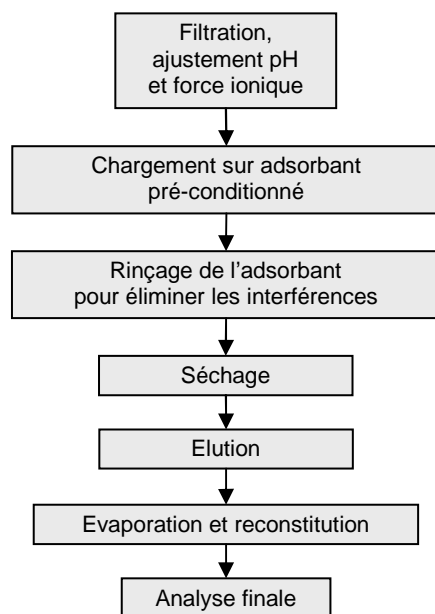 Filtration,
ajustement pH
et force ionique
Chargement sur adsorbant
pré-conditionné
Rinçage de l'adsorbant
pour éliminer les interférences
Séchage
Elution
Evaporation et reconstitution
Analyse finale